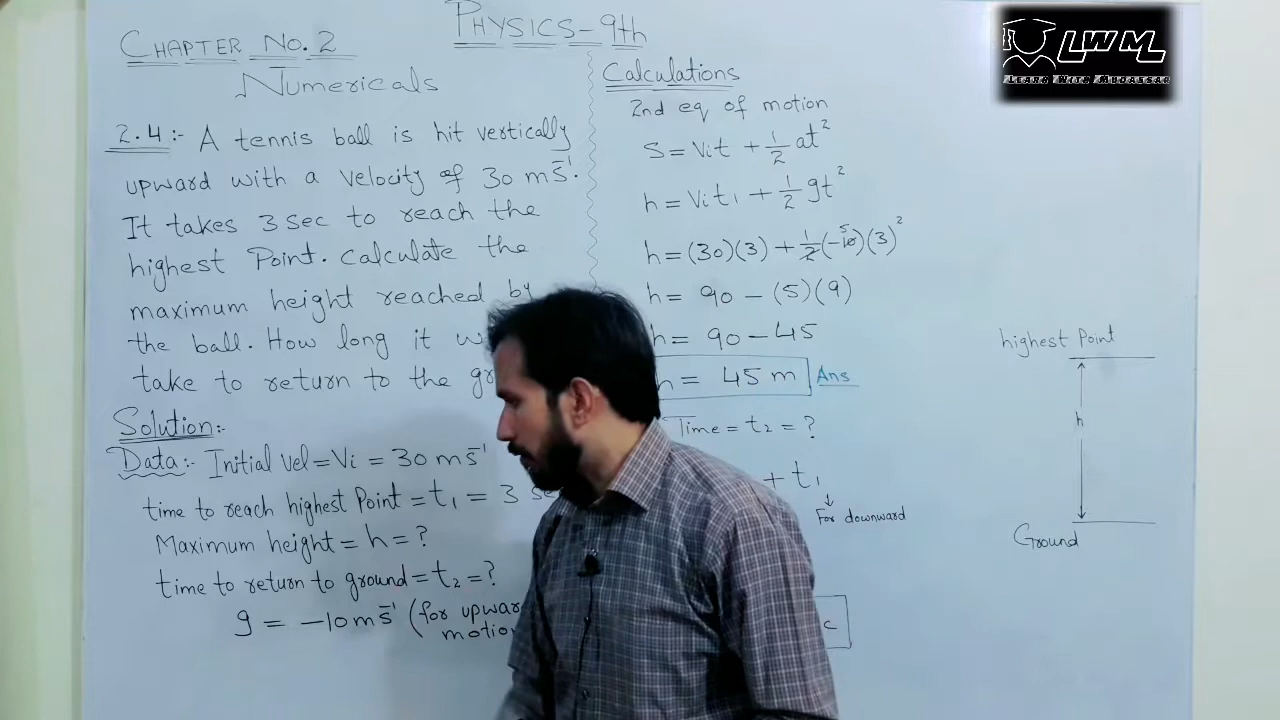 PHYSICS-9th
CHAPTER No. 2
Numericals
2.4:- A tennis ball is hit vertically
upward with a velocity of 30 ms⁻¹.
It takes 3 sec to reach the
highest Point. Calculate the
maximum height reached by
the ball. How long it
take to return to the
Solution:-
Data:- Initial vel = Vi = 30 ms⁻¹
time to reach highest Point = t₁ = 3
Maximum height = h = ?
time to return to ground = t₂ = ?
g = -10 ms⁻¹ (for
Calculations
2nd eq of motion
S = Vit + 1/2 at²
h = Vit₁ + 1/2 gt²
h = (30)(3) + 1/2 (-10)(3)²
5
h = 90 - (5)(9)
h = 90 - 45
h = 45 m Ans
Time = t₂ = ?
+ t₁
For downward
c
highest Point
h
Ground
LWM
Learn With Mudassar